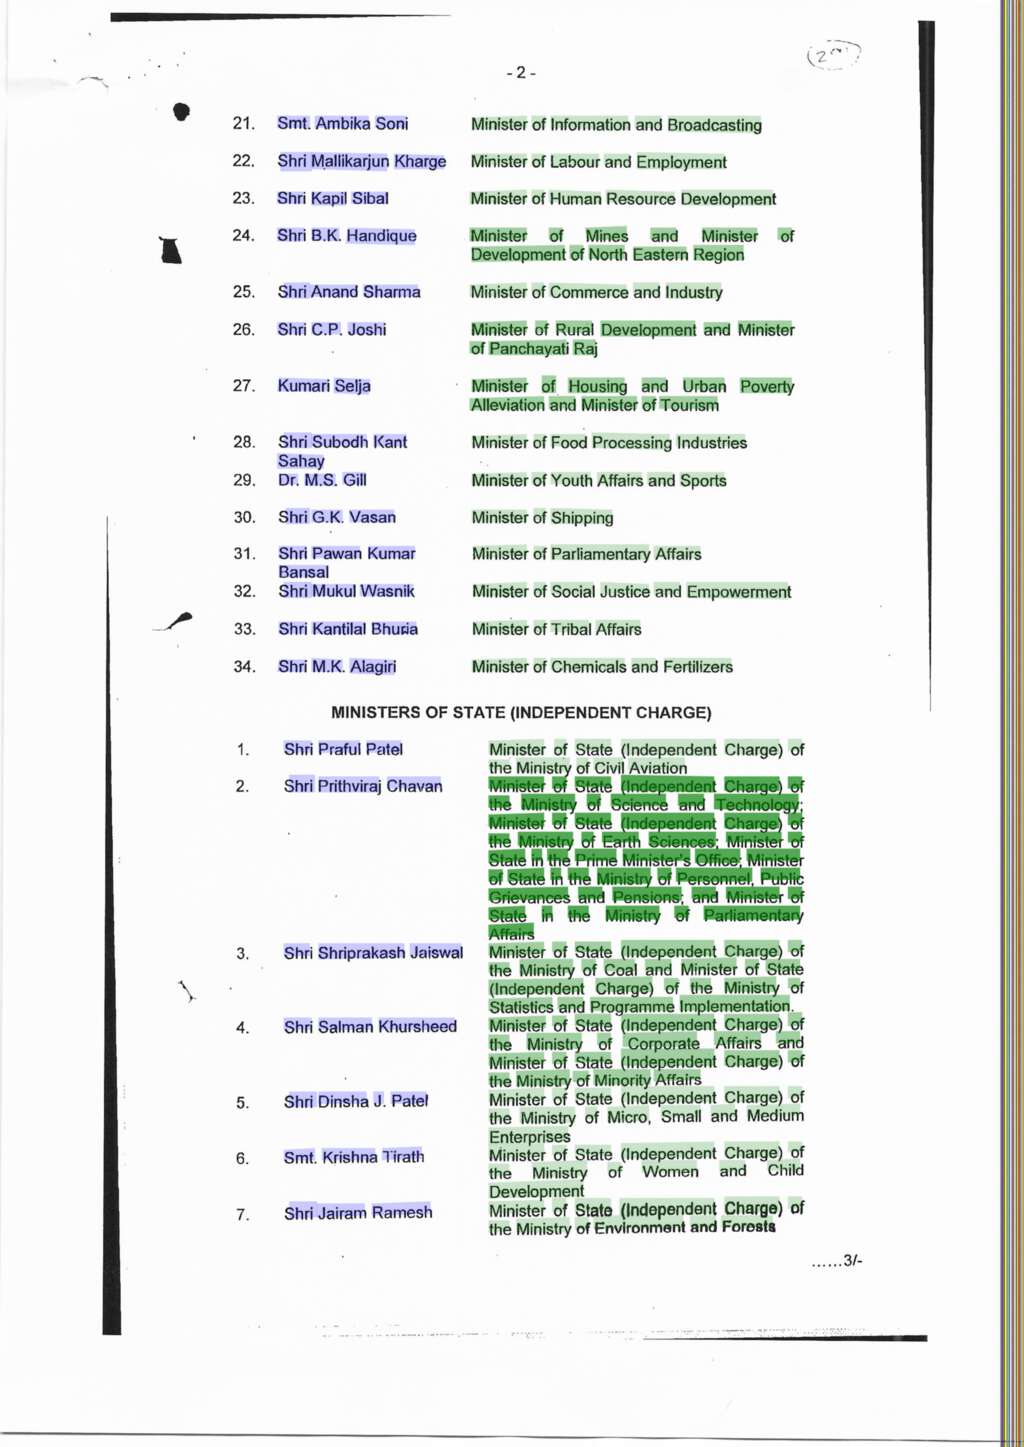 -2-
21. Smt. Ambika Soni Minister of Information and Broadcasting
22. Shri Mallikarjun Kharge Minister of Labour and Employment
23. Shri Kapil Sibal Minister of Human Resource Development
24. Shri B.K. Handique Minister of Mines and Minister of
Development of North Eastern Region
25. Shri Anand Sharma Minister of Commerce and Industry
26. Shri C.P. Joshi Minister of Rural Development and Minister
of Panchayati Raj
27. Kumari Selja Minister of Housing and Urban Poverty
Alleviation and Minister of Tourism
28. Shri Subodh Kant Minister of Food Processing Industries
Sahay
29. Dr. M.S. Gill Minister of Youth Affairs and Sports
30. Shri G.K. Vasan Minister of Shipping
31. Shri Pawan Kumar Minister of Parliamentary Affairs
Bansal
32. Shri Mukul Wasnik Minister of Social Justice and Empowerment
33. Shri Kantilal Bhuria Minister of Tribal Affairs
34. Shri M.K. Alagiri Minister of Chemicals and Fertilizers
MINISTERS OF STATE (INDEPENDENT CHARGE)
1. Shri Praful Patel Minister of State (Independent Charge) of
the Ministry of Civil Aviation
2. Shri Prithviraj Chavan Minister of State (Independent Charge) of
the Ministry of Science and Technology;
Minister of State (Independent Charge) of
the Ministry of Earth Sciences; Minister of
State in the Prime Minister's Office; Minister
of State in the Ministry of Personnel, Public
Grievances and Pensions; and Minister of
State in the Ministry of Parliamentary
Affairs
3. Shri Shriprakash Jaiswal Minister of State (Independent Charge) of
the Ministry of Coal and Minister of State
(Independent Charge) of the Ministry of
Statistics and Programme Implementation.
4. Shri Salman Khursheed Minister of State (Independent Charge) of
the Ministry of Corporate Affairs and
Minister of State (Independent Charge) of
the Ministry of Minority Affairs
5. Shri Dinsha J. Patel Minister of State (Independent Charge) of
the Ministry of Micro, Small and Medium
Enterprises
6. Smt. Krishna Tirath Minister of State (Independent Charge) of
the Ministry of Women and Child
Development
7. Shri Jairam Ramesh Minister of State (Independent Charge) of
the Ministry of Environment and Forests
......3/-